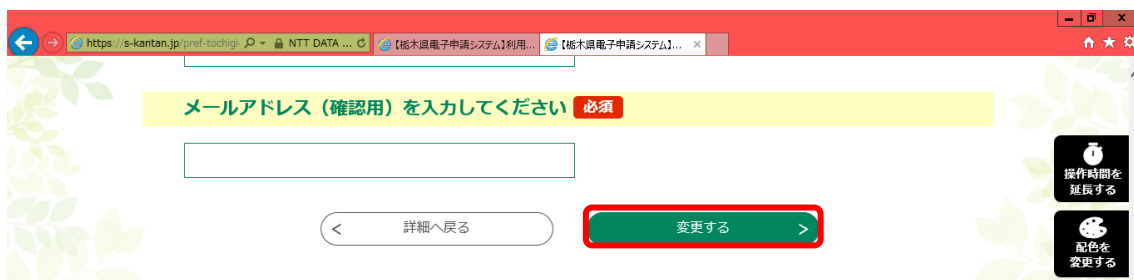 https://s-kantan.jp/pref-tochigi- NTT DATA ... 【栃木県電子申請システム】利用... 【栃木県電子申請システム】...
メールアドレス（確認用）を入力してください 必須
操作時間を
延長する
詳細へ戻る
変更する
配色を
変更する